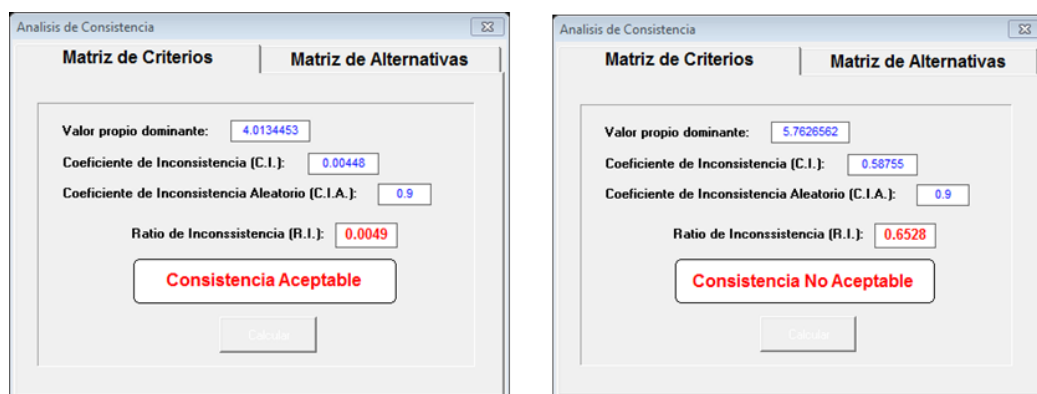 Analisis de Consistencia
Matriz de Criterios
Matriz de Alternativas
Valor propio dominante: 4.0134453
Coeficiente de Inconsistencia (C.I.): 0.00448
Coeficiente de Inconsistencia Aleatorio (C.I.A.): 0.9
Ratio de Inconssistencia (R.I.): 0.0049
Consistencia Aceptable
Calcular
Analisis de Consistencia
Matriz de Criterios
Matriz de Alternativas
Valor propio dominante: 5.7626562
Coeficiente de Inconsistencia (C.I.): 0.58755
Coeficiente de Inconsistencia Aleatorio (C.I.A.): 0.9
Ratio de Inconssistencia (R.I.): 0.6528
Consistencia No Aceptable
Calcular